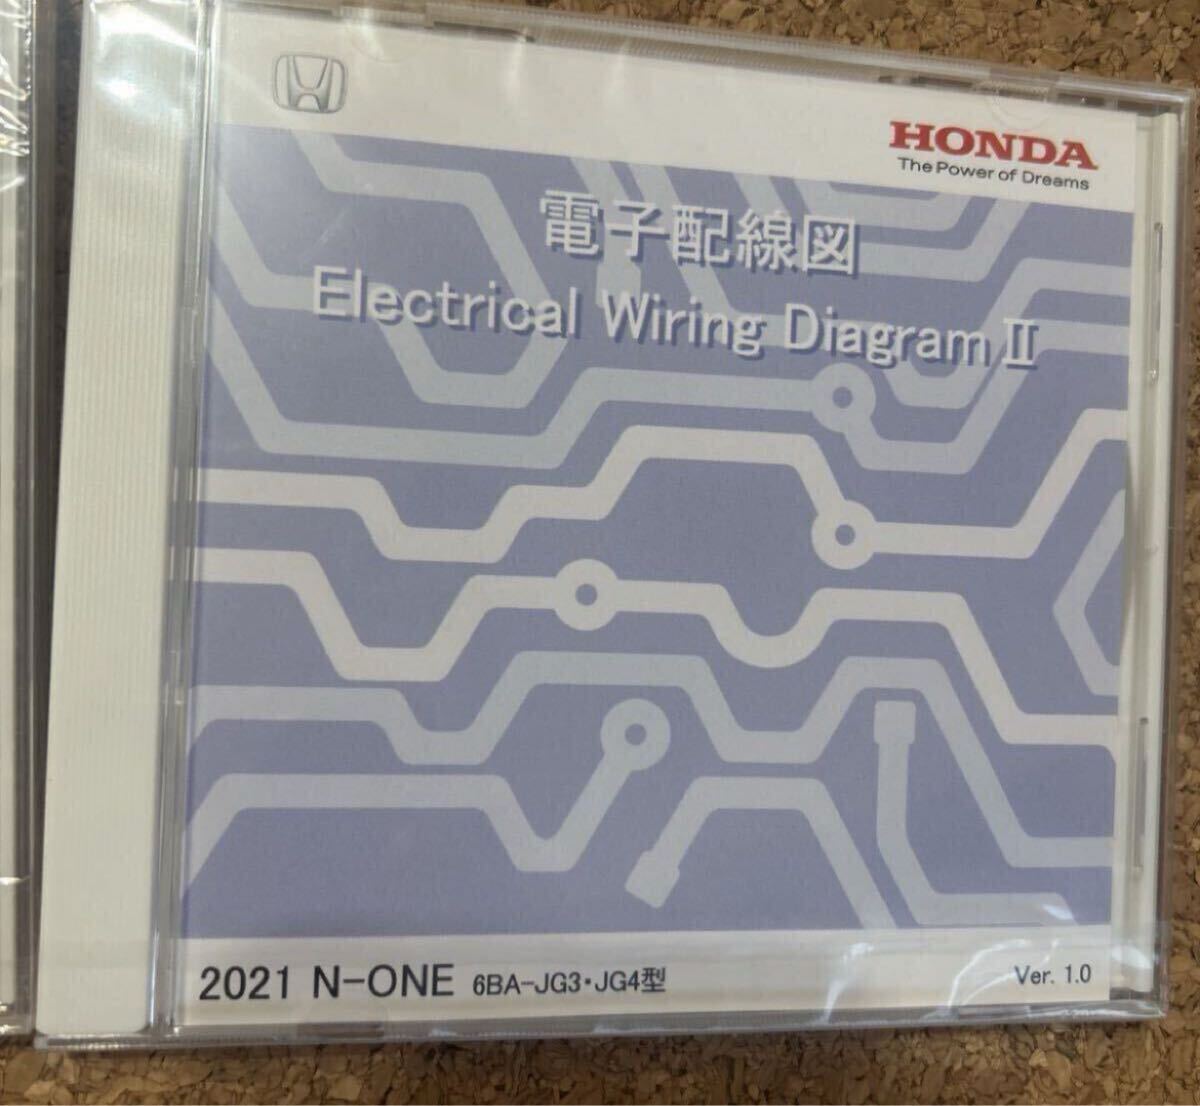 HONDA
The Power of Dreams
電子配線図
Electrical Wiring Diagram Ⅱ
2021 N-ONE 6BA-JG3・JG4型
Ver. 1.0